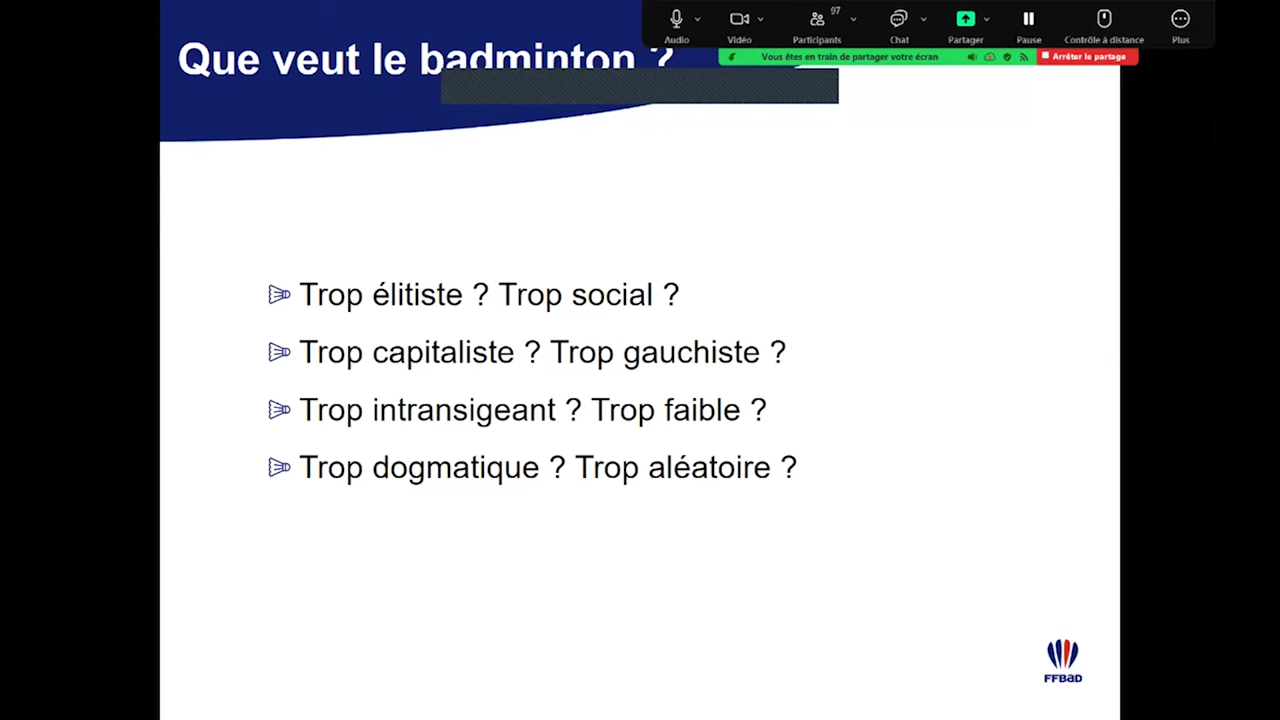 97
Audio Vidéo Participants Chat Partager Pause Contrôle à distance Plus
Vous êtes en train de partager votre écran Arrêter le partage
Que veut le badminton ?
Trop élitiste ? Trop social ?
Trop capitaliste ? Trop gauchiste ?
Trop intransigeant ? Trop faible ?
Trop dogmatique ? Trop aléatoire ?
FFBaD